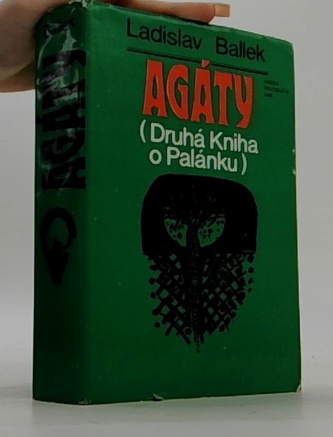 Ladislav Ballek
AGÁTY
(Druhá Kniha
o Palánku)
AGÁTY